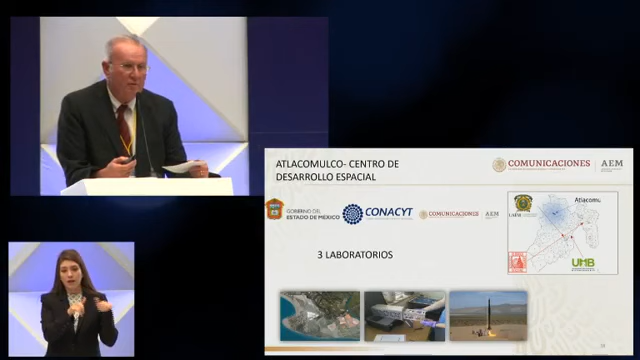 ATLACOMULCO- CENTRO DE
DESARROLLO ESPACIAL
COMUNICACIONES
AEM
GOBIERNO DEL
ESTADO DE MÉXICO
CONACYT
COMUNICACIONES
AEM
UAEM
Atlacomu
3 LABORATORIOS
UMB